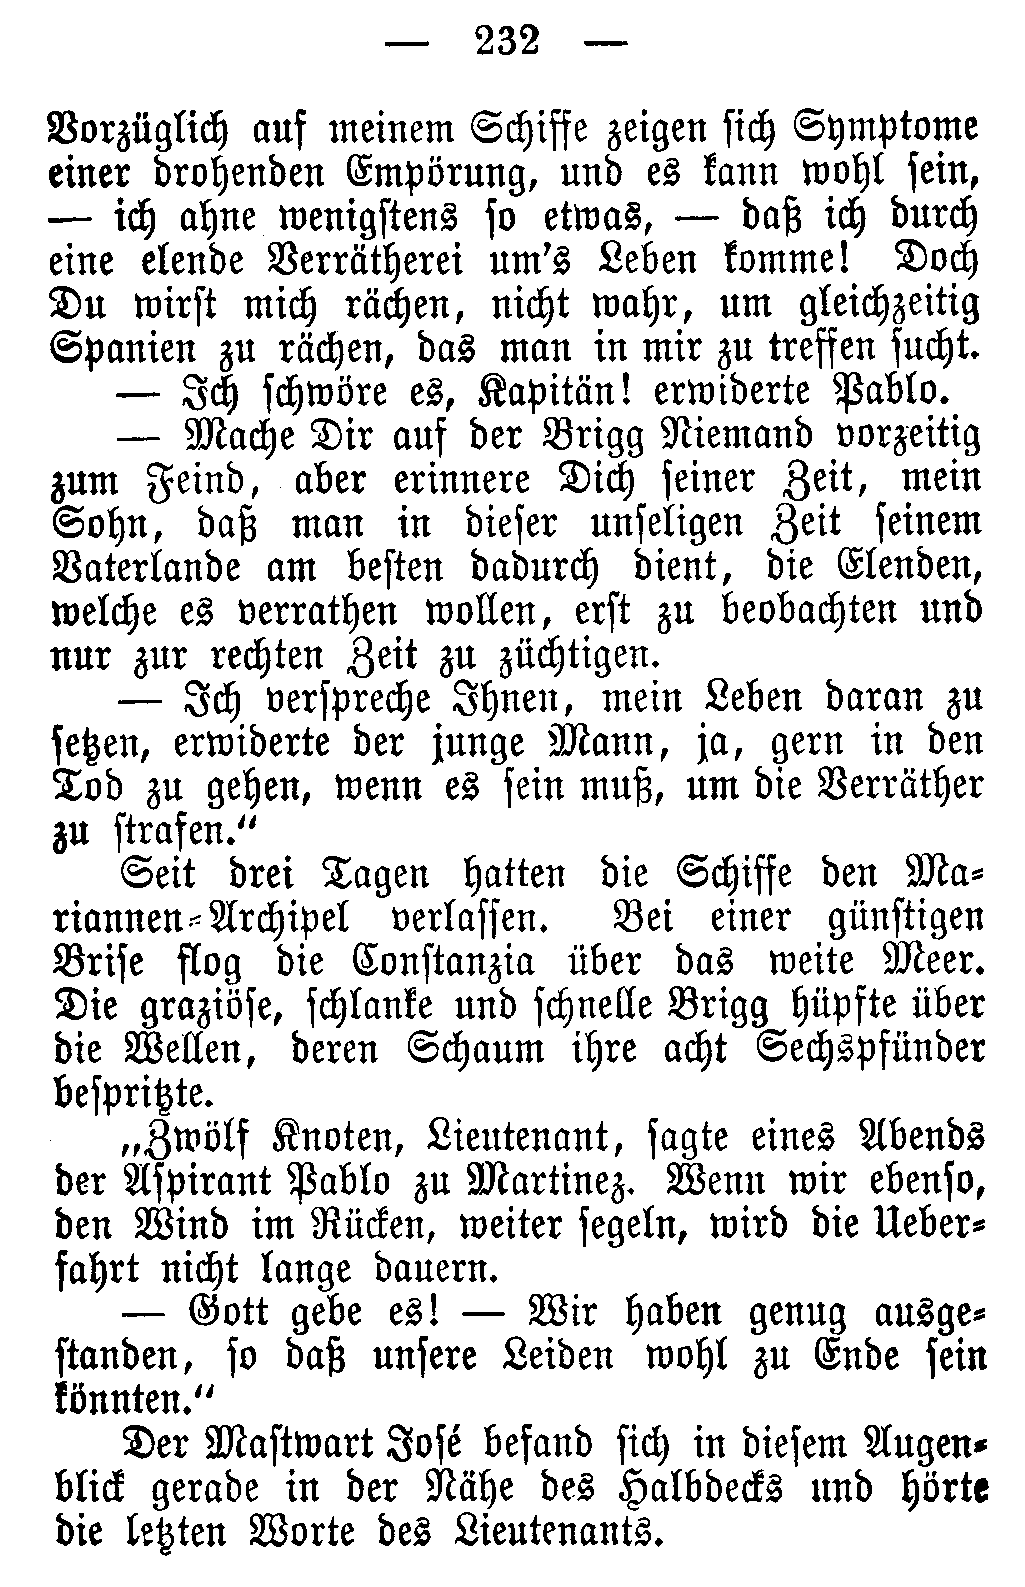 — 232 —
Vorzüglich auf meinem Schiffe zeigen sich Symptome
einer drohenden Empörung, und es kann wohl sein,
— ich ahne wenigstens so etwas, — daß ich durch
eine elende Verrätherei um's Leben komme! Doch
Du wirst mich rächen, nicht wahr, um gleichzeitig
Spanien zu rächen, das man in mir zu treffen sucht.
— Ich schwöre es, Kapitän! erwiderte Pablo.
— Mache Dir auf der Brigg Niemand vorzeitig
zum Feind, aber erinnere Dich seiner Zeit, mein
Sohn, daß man in dieser unseligen Zeit seinem
Vaterlande am besten dadurch dient, die Elenden,
welche es verrathen wollen, erst zu beobachten und
nur zur rechten Zeit zu züchtigen.
— Ich verspreche Ihnen, mein Leben daran zu
setzen, erwiderte der junge Mann, ja, gern in den
Tod zu gehen, wenn es sein muß, um die Verräther
zu strafen.“
Seit drei Tagen hatten die Schiffe den Ma-
riannen-Archipel verlassen. Bei einer günstigen
Brise flog die Constanzia über das weite Meer.
Die graziöse, schlanke und schnelle Brigg hüpfte über
die Wellen, deren Schaum ihre acht Sechspfünder
bespritzte.
„Zwölf Knoten, Lieutenant, sagte eines Abends
der Aspirant Pablo zu Martinez. Wenn wir ebenso,
den Wind im Rücken, weiter segeln, wird die Ueber-
fahrt nicht lange dauern.
— Gott gebe es! — Wir haben genug ausge-
standen, so daß unsere Leiden wohl zu Ende sein
könnten.“
Der Mastwart José befand sich in diesem Augen-
blick gerade in der Nähe des Halbdecks und hörte
die letzten Worte des Lieutenants.